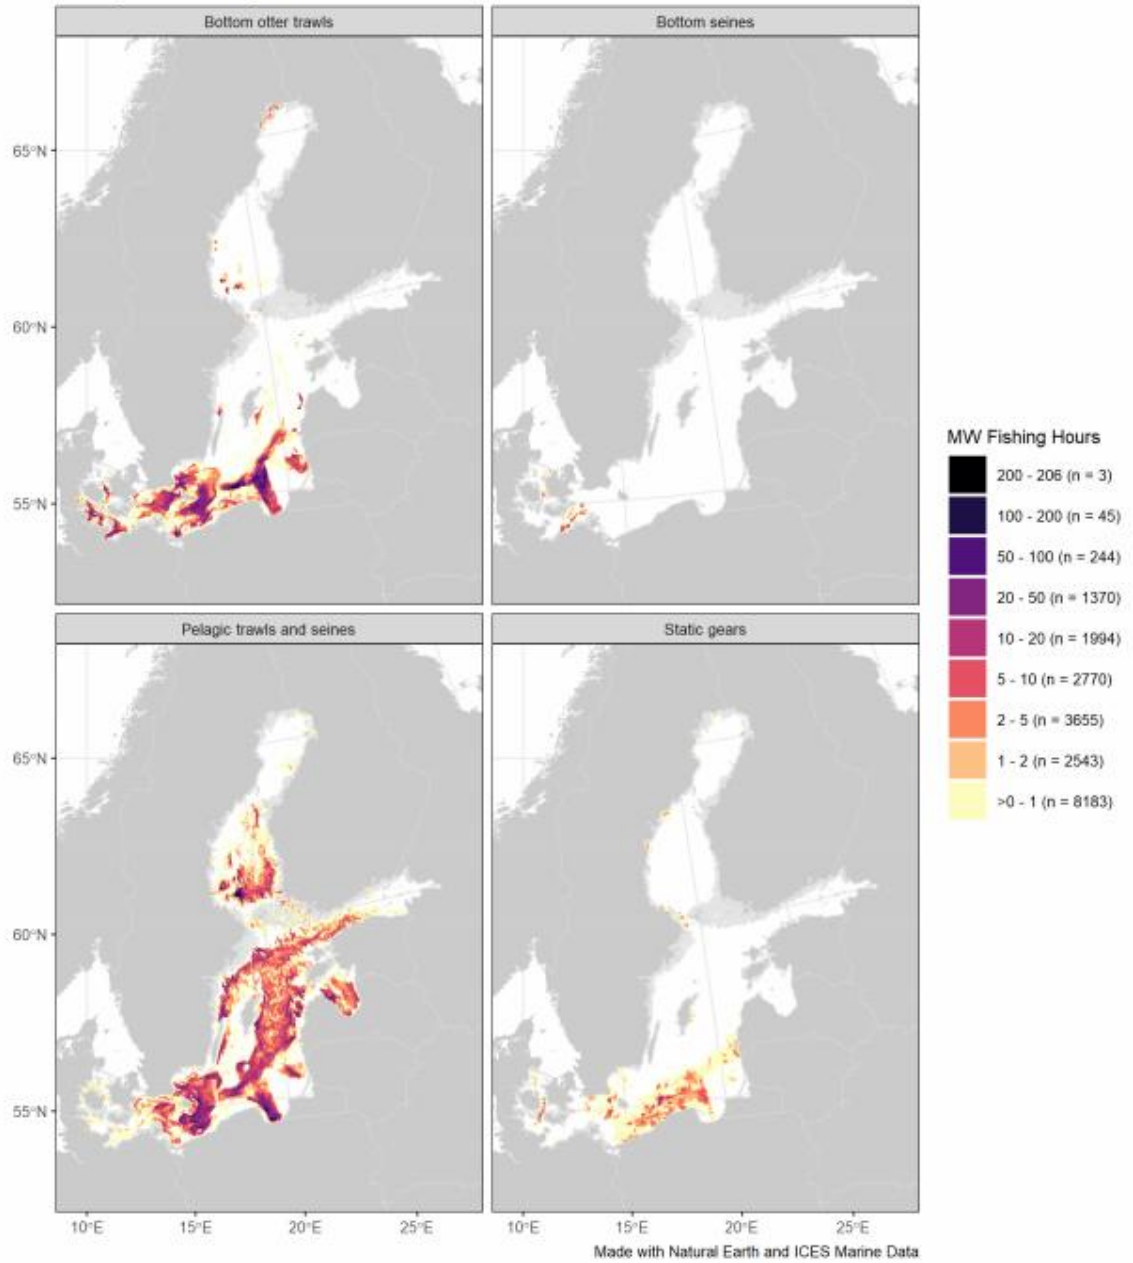 Bottom otter trawls
Bottom seines
65°N
60°N
55°N
MW Fishing Hours
200 - 206 (n = 3)
100 - 200 (n = 45)
50 - 100 (n = 244)
20 - 50 (n = 1370)
10 - 20 (n = 1994)
5 - 10 (n = 2770)
2 - 5 (n = 3655)
1 - 2 (n = 2543)
>0 - 1 (n = 8183)
Pelagic trawls and seines
Static gears
65°N
60°N
55°N
10°E 15°E 20°E 25°E
10°E 15°E 20°E 25°E
Made with Natural Earth and ICES Marine Data